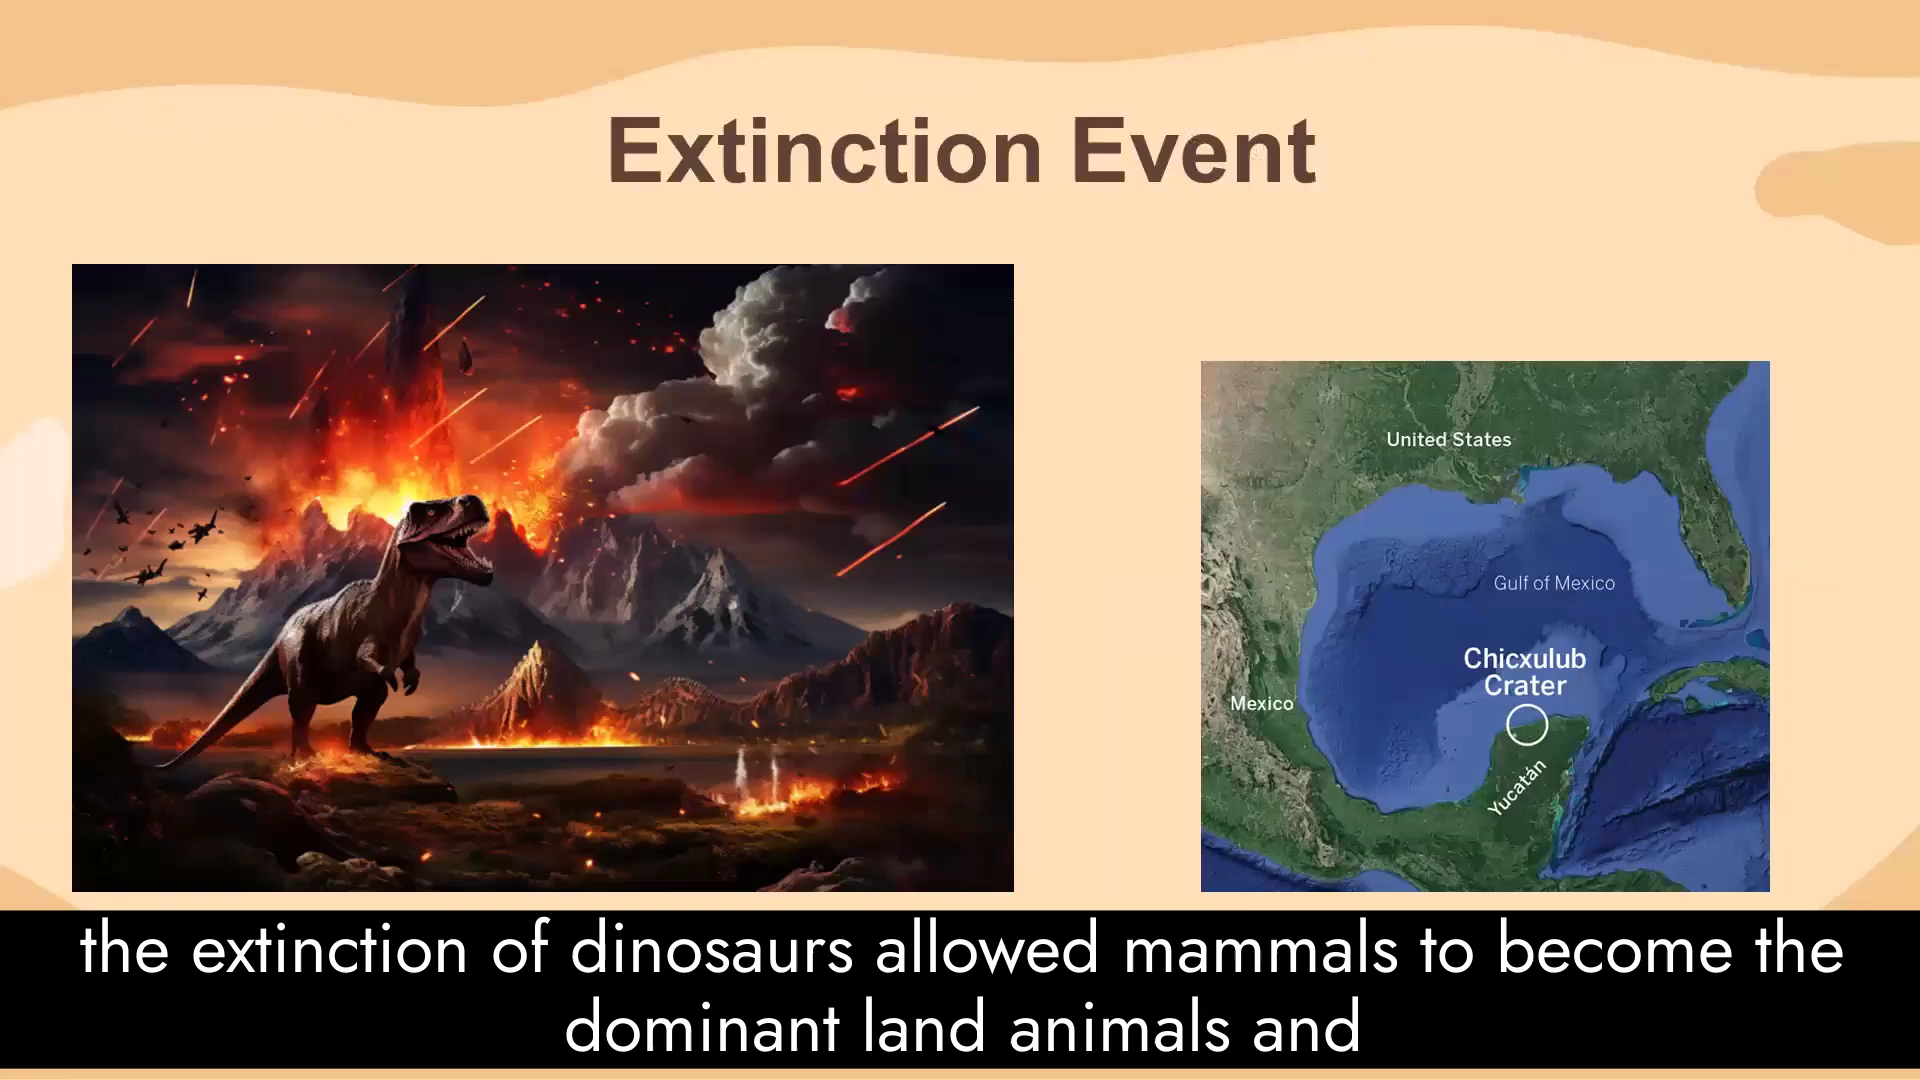 Extinction Event
United States
Gulf of Mexico
Chicxulub
Crater
Mexico
Yucatán
the extinction of dinosaurs allowed mammals to become the
dominant land animals and